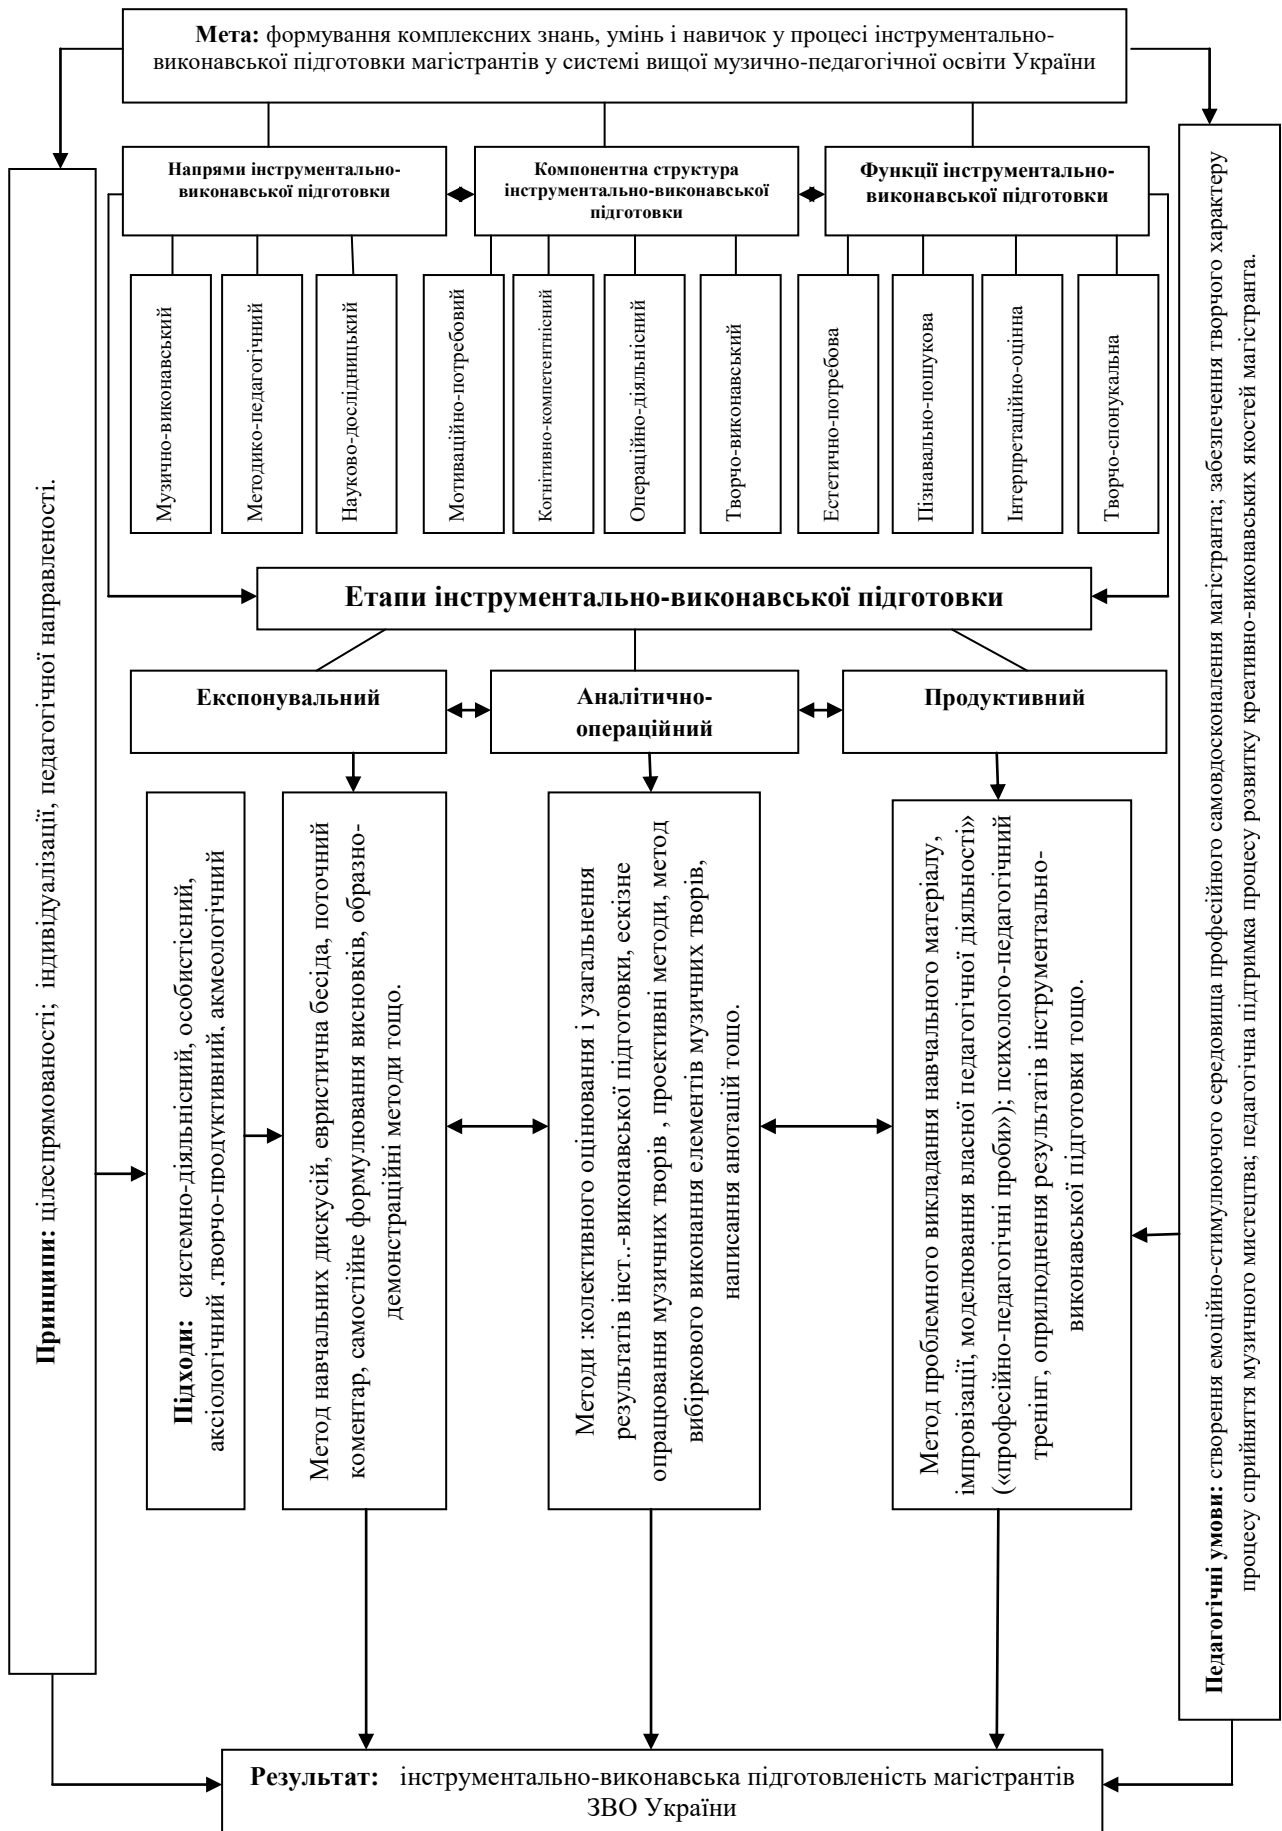 Мета: формування комплексних знань, умінь і навичок у процесі інструментально-
виконавської підготовки магістрантів у системі вищої музично-педагогічної освіти України
Напрями інструментально-
виконавської підготовки
Компонентна структура
інструментально-виконавської
підготовки
Функції інструментально-
виконавської підготовки
Музично-виконавський
Методико-педагогічний
Науково-дослідницький
Мотиваційно-потребовий
Когнітивно-компетентнісний
Операційно-діяльнісний
Творчо-виконавський
Естетично-потребова
Пізнавально-пошукова
Інтерпретаційно-оцінна
Творчо-спонукальна
Етапи інструментально-виконавської підготовки
Експонувальний
Аналітично-
операційний
Продуктивний
Принципи: цілеспрямованості; індивідуалізації, педагогічної направленості.
Підходи: системно-діяльнісний, особистісний,
аксіологічний ,творчо-продуктивний, акмеологічний
Метод навчальних дискусій, евристична бесіда, поточний
коментар, самостійне формулювання висновків, образно-
демонстраційні методи тощо.
Методи :колективного оцінювання і узагальнення
результатів інст..-виконавської підготовки, ескізне
опрацювання музичних творів , проективні методи, метод
вибіркового виконання елементів музичних творів,
написання анотацій тощо.
Метод проблемного викладання навчального матеріалу,
імпровізації, моделювання власної педагогічної діяльності»
(«професійно-педагогічні проби»); психолого-педагогічний
тренінг, оприлюднення результатів інструментально-
виконавської підготовки тощо.
Педагогічні умови: створення емоційно-стимулюючого середовища професійного самовдосконалення магістранта; забезпечення творчого характеру
процесу сприйняття музичного мистецтва; педагогічна підтримка процесу розвитку креативно-виконавських якостей магістранта.
Результат: інструментально-виконавська підготовленість магістрантів
ЗВО України